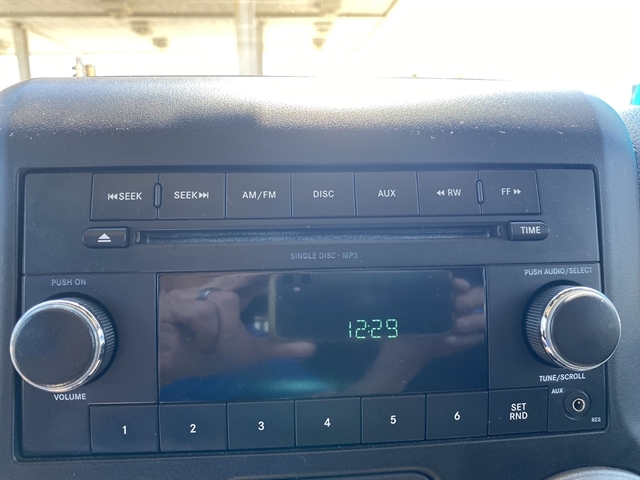 SEEK
SEEK
AM/FM
DISC
AUX
RW
FF
TIME
SINGLE DISC · MP3
PUSH ON
PUSH AUDIO/SELECT
12:29
VOLUME
TUNE/SCROLL
AUX
RES
1
2
3
4
5
6
SET
RND